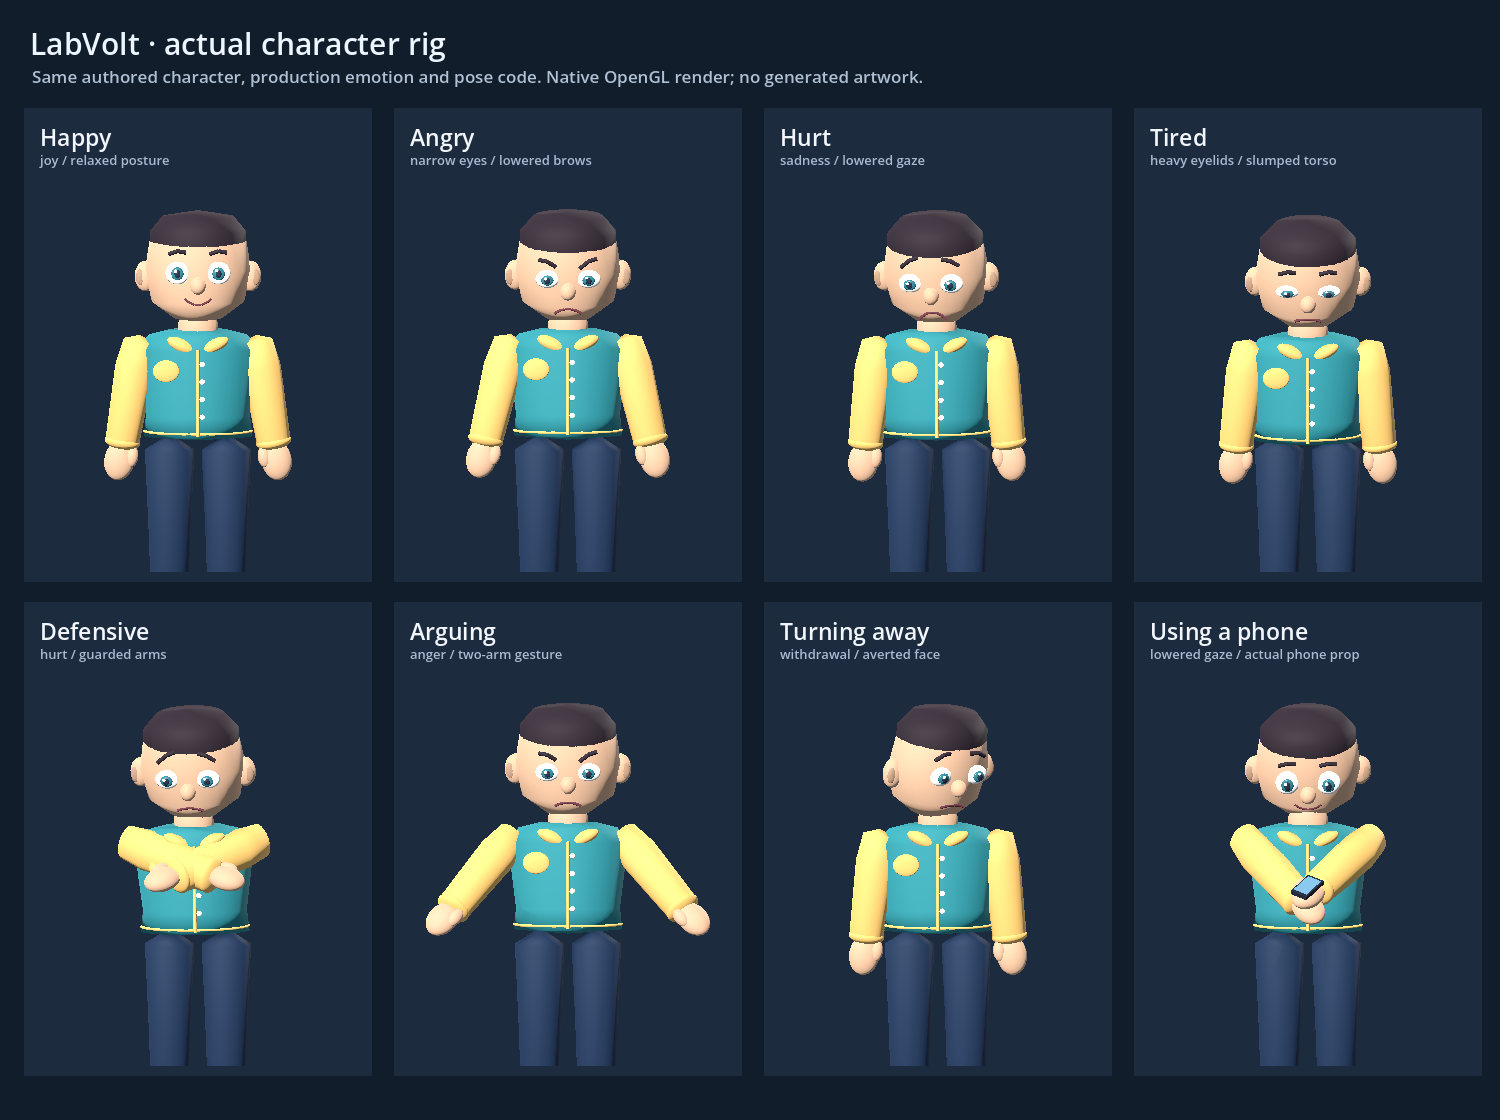 LabVolt · actual character rig
Same authored character, production emotion and pose code. Native OpenGL render; no generated artwork.
Happy
joy / relaxed posture
Angry
narrow eyes / lowered brows
Hurt
sadness / lowered gaze
Tired
heavy eyelids / slumped torso
Defensive
hurt / guarded arms
Arguing
anger / two-arm gesture
Turning away
withdrawal / averted face
Using a phone
lowered gaze / actual phone prop